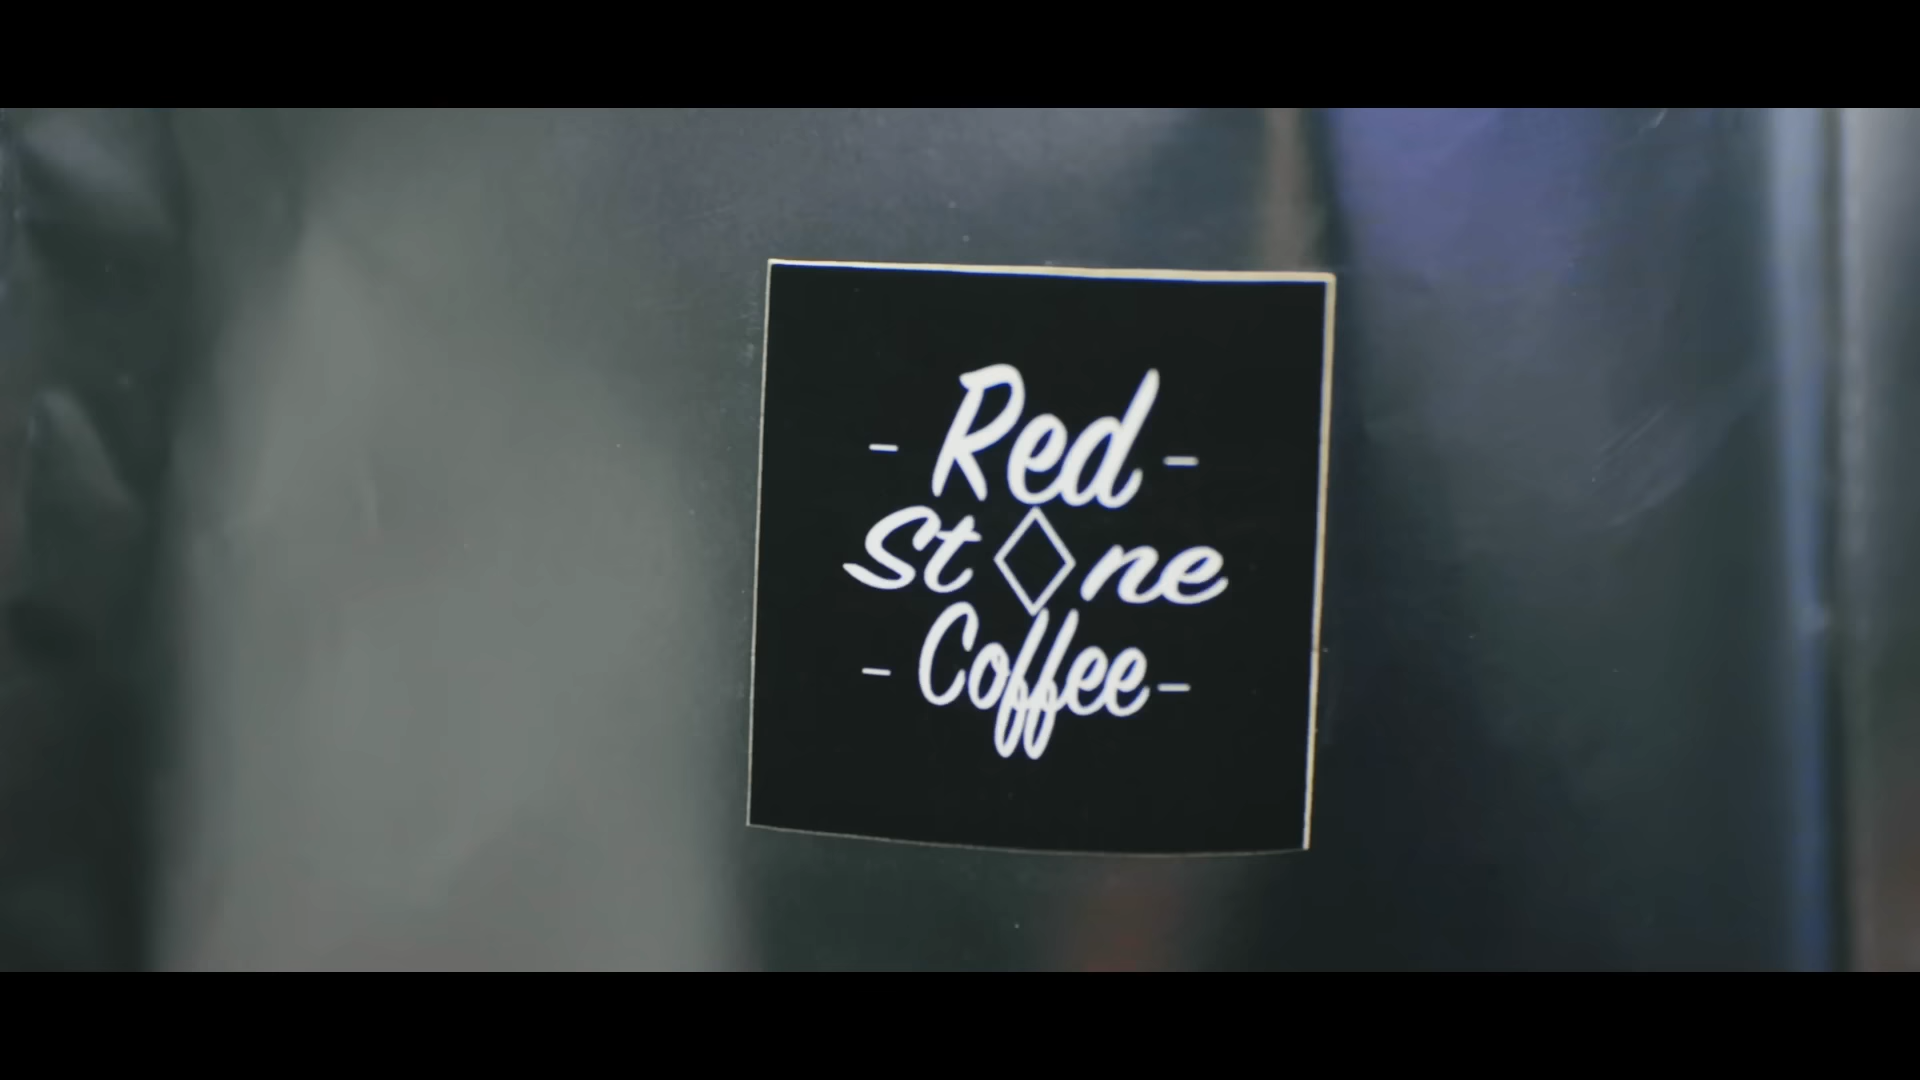 - Red -
St◇ne
- Coffee -